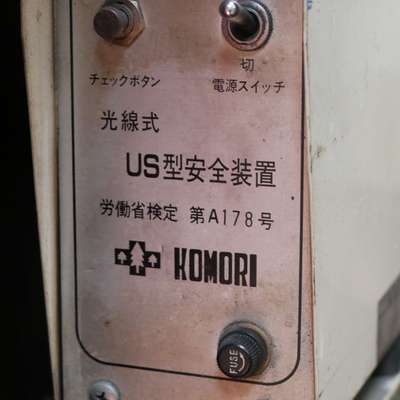 切
チェックボタン 電源スイッチ
光線式
US型安全装置
労働省検定 第A178号
KOMORI
FUSE